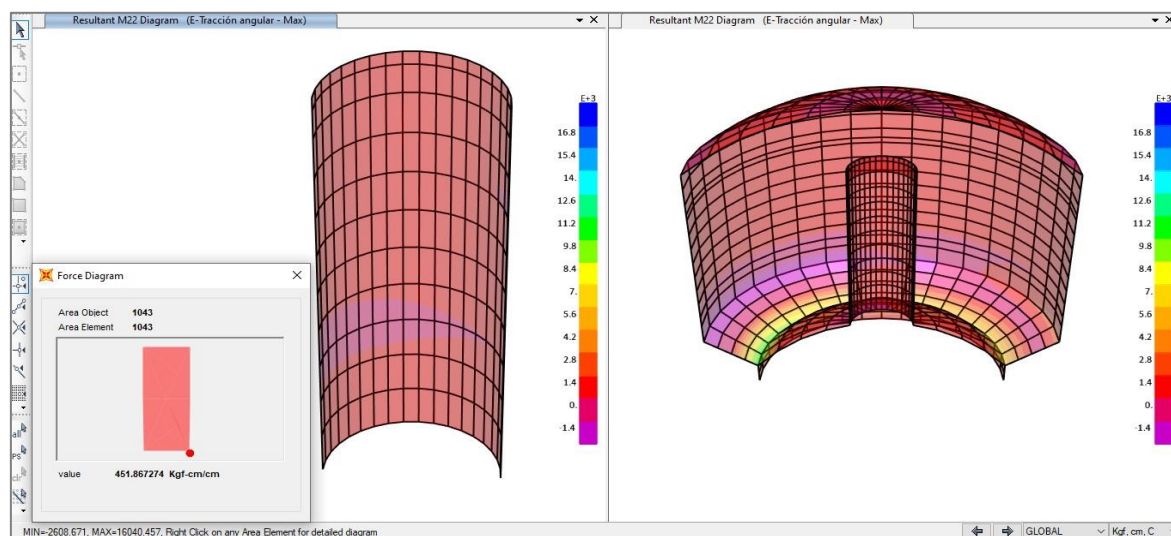 Resultant M22 Diagram (E-Tracción angular - Max)
Resultant M22 Diagram (E-Tracción angular - Max)
E+3
16.8
15.4
14.
12.6
11.2
9.8
8.4
7.
5.6
4.2
2.8
1.4
0.
-1.4
E+3
16.8
15.4
14.
12.6
11.2
9.8
8.4
7.
5.6
4.2
2.8
1.4
0.
-1.4
Force Diagram
Area Object 1043
Area Element 1043
value 451.867274 Kgf-cm/cm
all
PS
clr
MIN=-2608.671, MAX=16040.457, Right Click on any Area Element for detailed diagram
GLOBAL
Kgf, cm, C